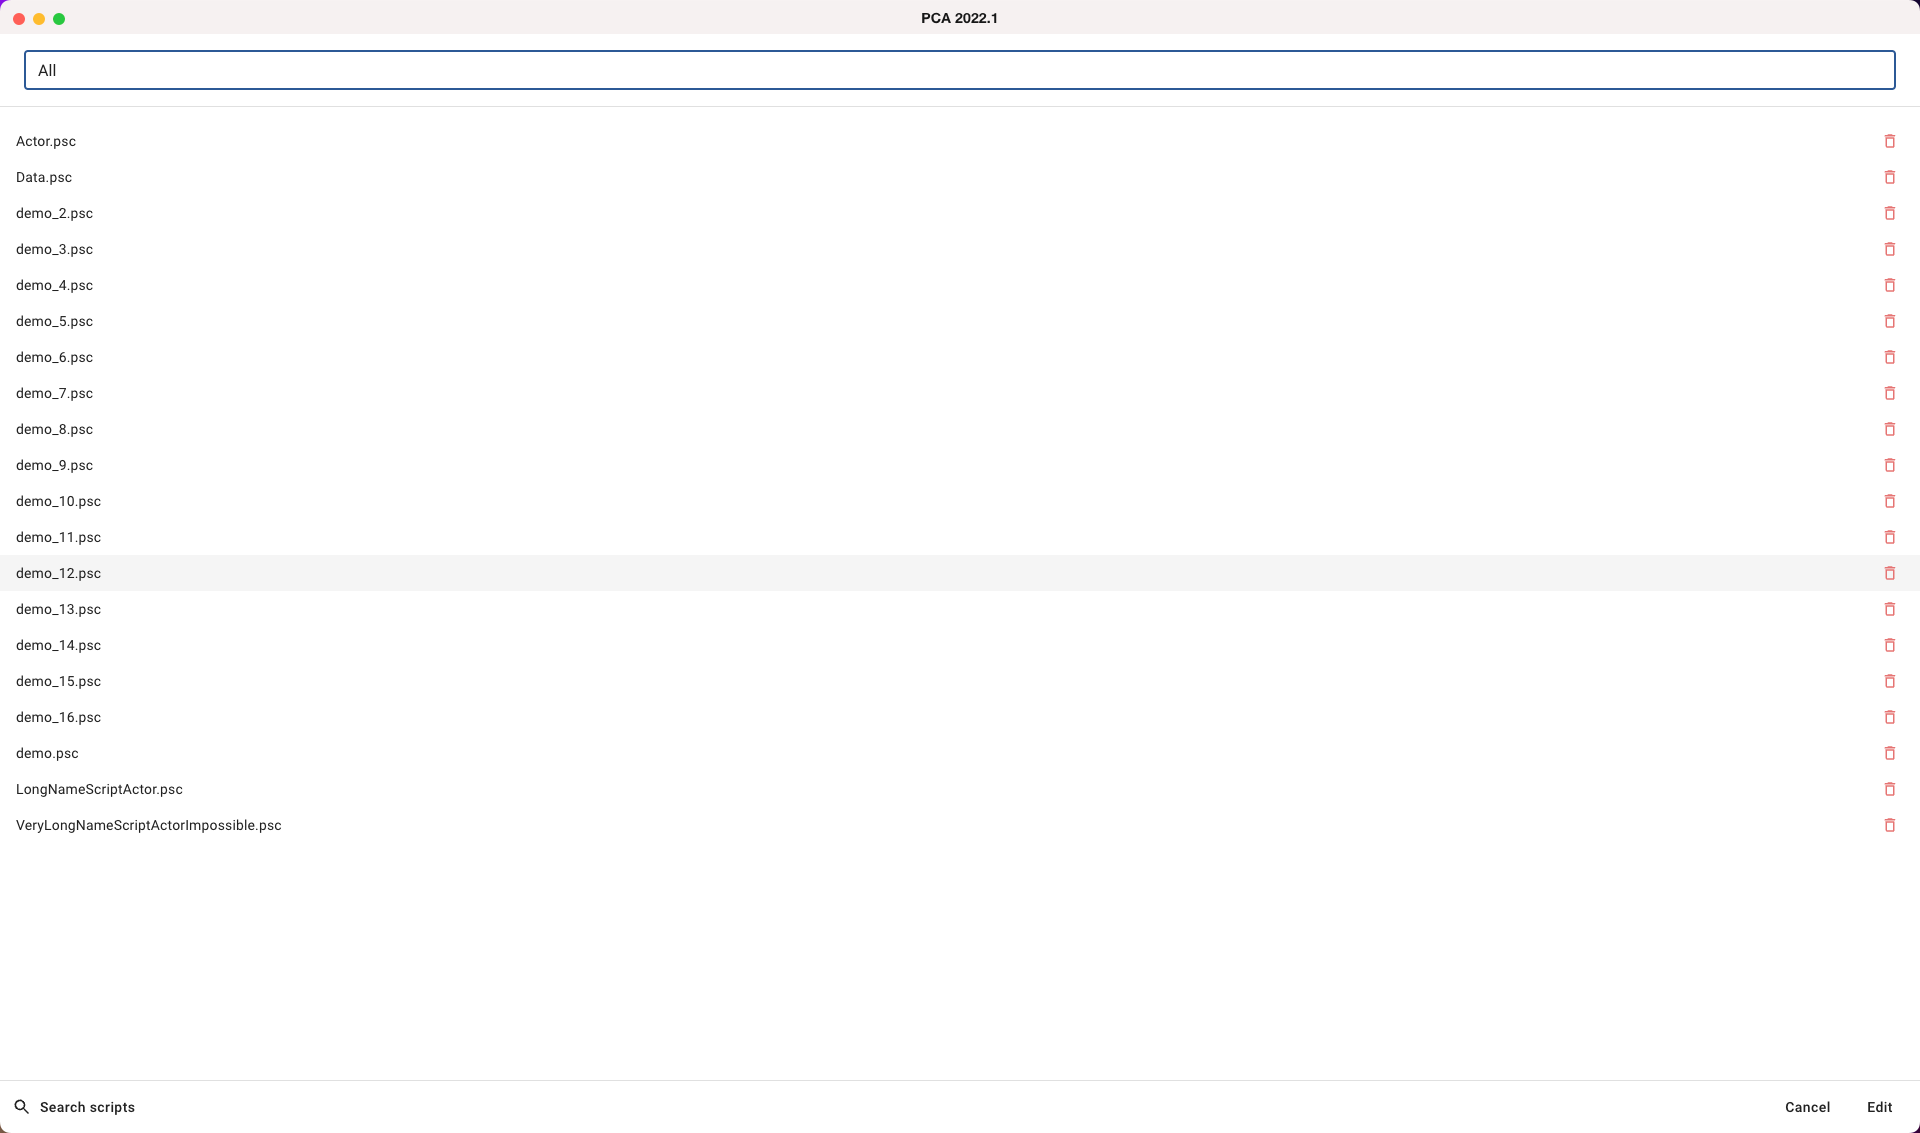 PCA 2022.1
All
Actor.psc
Data.psc
demo_2.psc
demo_3.psc
demo_4.psc
demo_5.psc
demo_6.psc
demo_7.psc
demo_8.psc
demo_9.psc
demo_10.psc
demo_11.psc
demo_12.psc
demo_13.psc
demo_14.psc
demo_15.psc
demo_16.psc
demo.psc
LongNameScriptActor.psc
VeryLongNameScriptActorImpossible.psc
Search scripts
Cancel
Edit